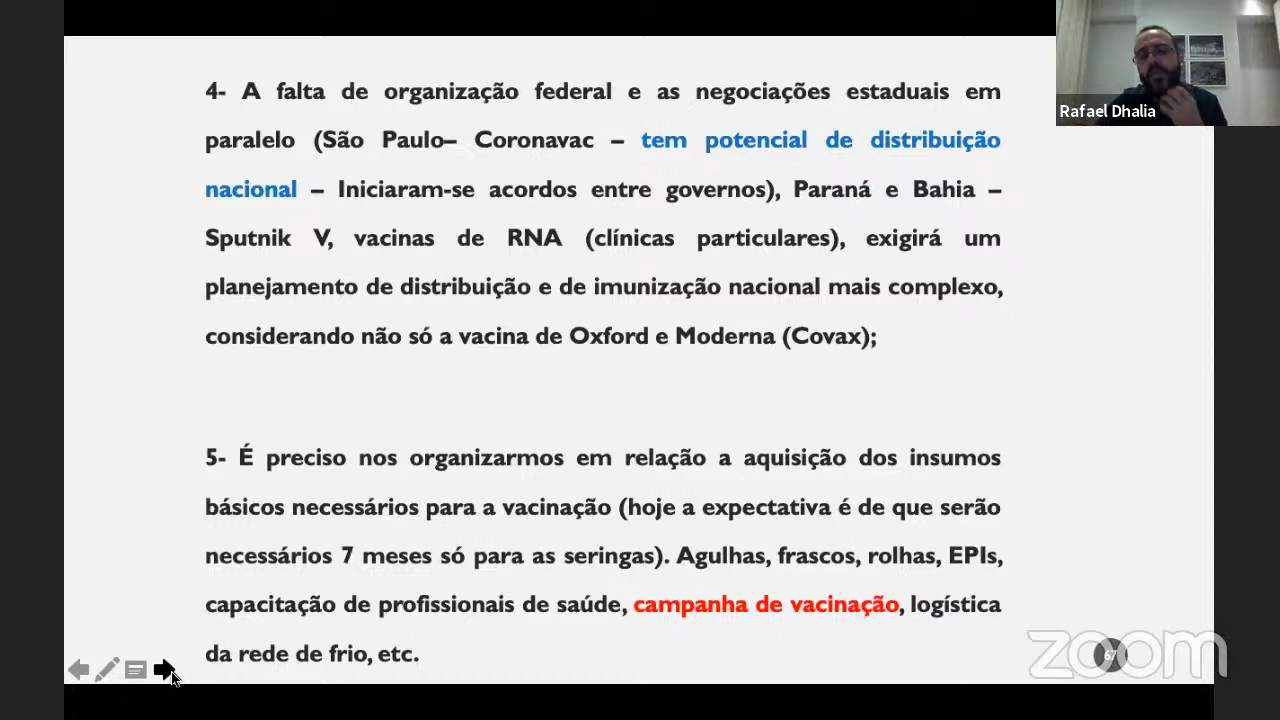 4- A falta de organização federal e as negociações estaduais em
paralelo (São Paulo– Coronavac – tem potencial de distribuição
nacional – Iniciaram-se acordos entre governos), Paraná e Bahia –
Sputnik V, vacinas de RNA (clínicas particulares), exigirá um
planejamento de distribuição e de imunização nacional mais complexo,
considerando não só a vacina de Oxford e Moderna (Covax);
5- É preciso nos organizarmos em relação a aquisição dos insumos
básicos necessários para a vacinação (hoje a expectativa é de que serão
necessários 7 meses só para as seringas). Agulhas, frascos, rolhas, EPIs,
capacitação de profissionais de saúde, campanha de vacinação, logística
da rede de frio, etc.
Rafael Dhalia
zoom
67